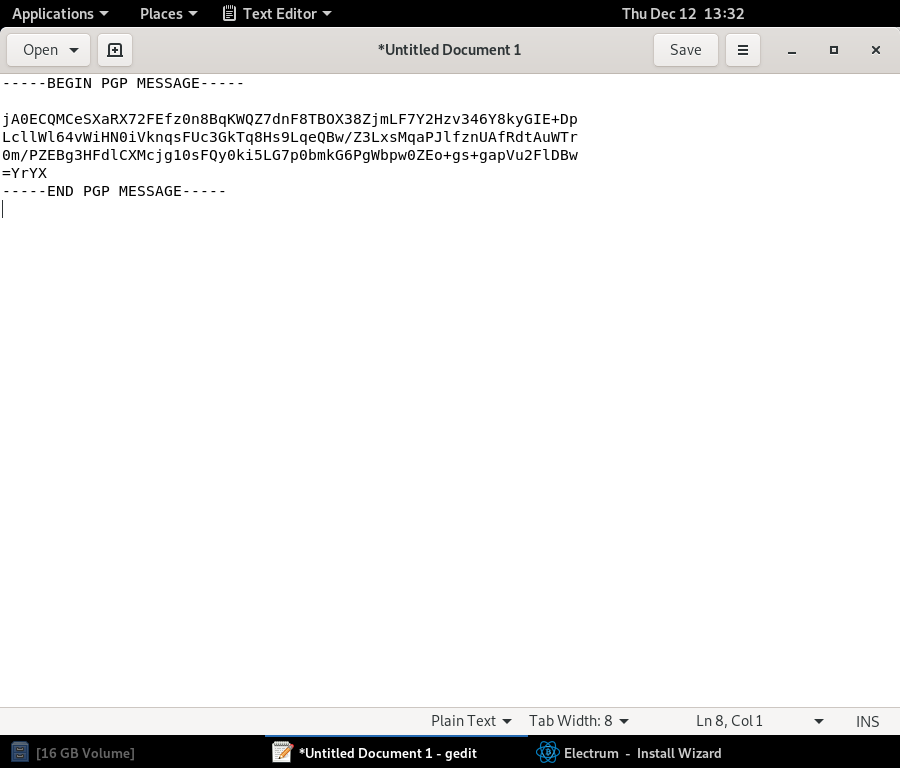 Applications Places Text Editor Thu Dec 12 13:32
Open *Untitled Document 1 Save
-----BEGIN PGP MESSAGE-----
jA0ECQMCeSXaRX72FEfz0n8BqKWQZ7dnF8TBOX38ZjmLF7Y2Hzv346Y8kyGIE+Dp
LcllWl64vWiHN0iVknqsFUc3GkTq8Hs9LqeQBw/Z3LxsMqaPJlfznUAfRdtAuWTr
0m/PZEBg3HFdlCXMcjg10sFQy0ki5LG7p0bmkG6PgWbpw0ZEo+gs+gapVu2FlDBw
=YrYX
-----END PGP MESSAGE-----
Plain Text Tab Width: 8 Ln 8, Col 1 INS
[16 GB Volume] *Untitled Document 1 - gedit Electrum - Install Wizard